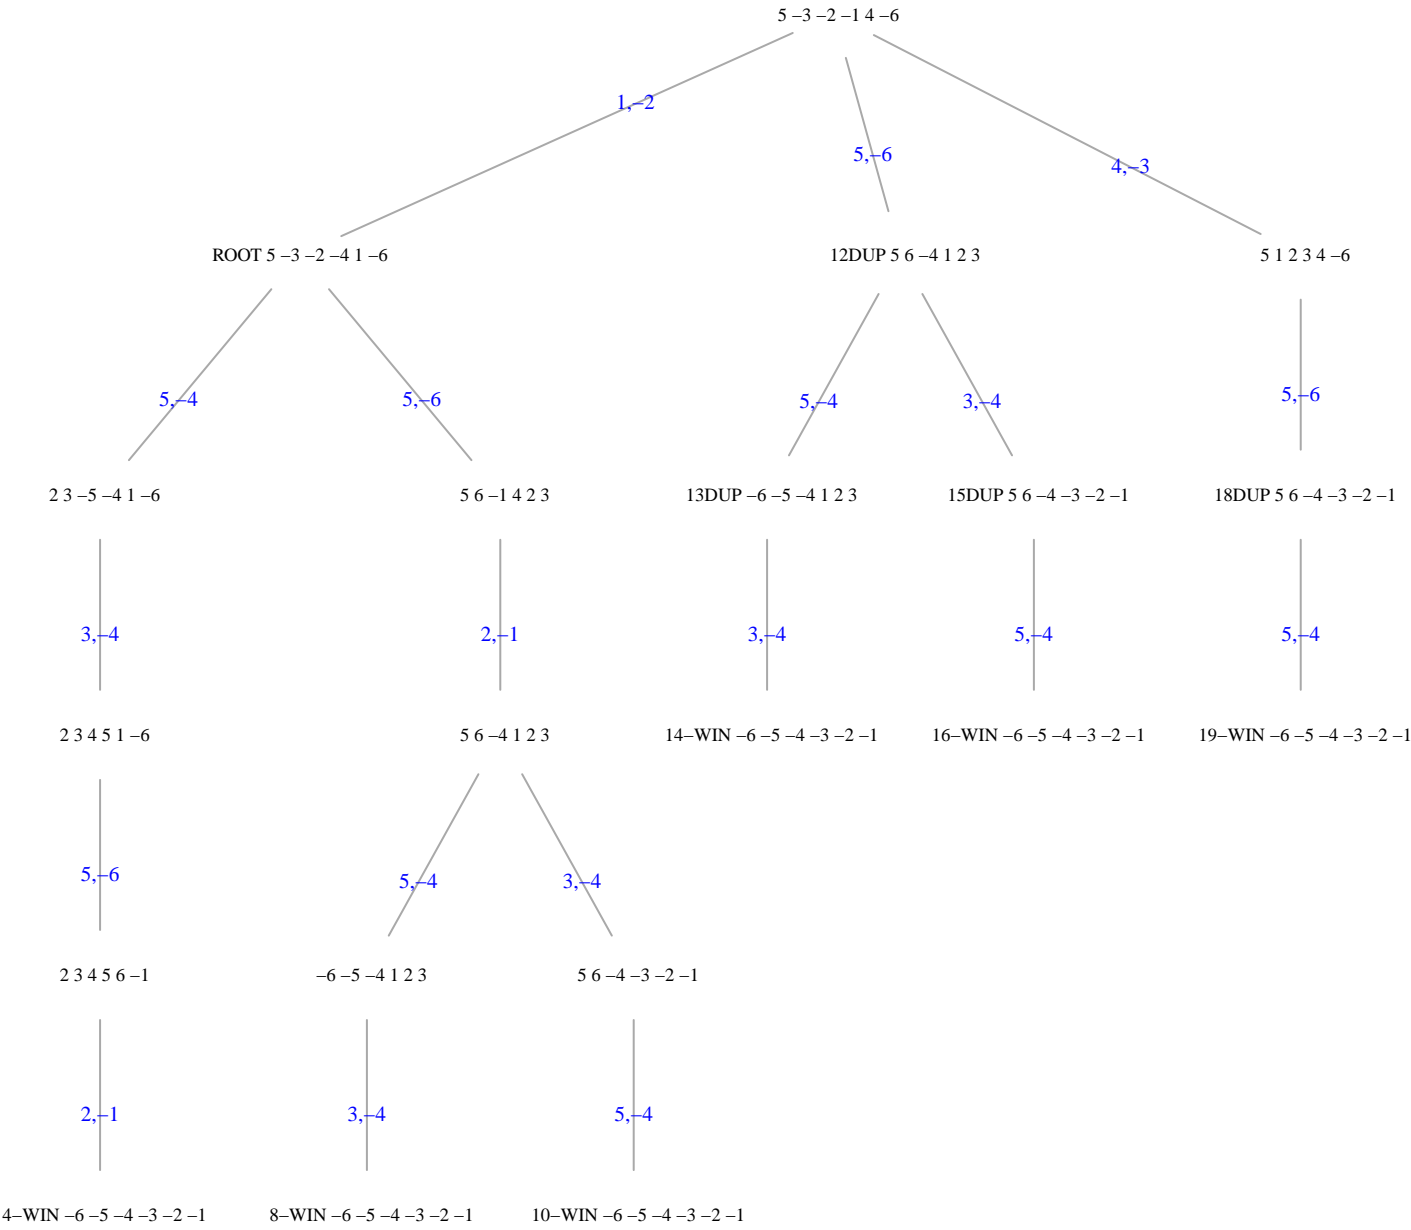 5 –3 –2 –1 4 –6
1,–2
5,–6
4,–3
ROOT 5 –3 –2 –4 1 –6
12DUP 5 6 –4 1 2 3
5 1 2 3 4 –6
5,–4
5,–6
5,–4
3,–4
5,–6
2 3 –5 –4 1 –6
5 6 –1 4 2 3
13DUP –6 –5 –4 1 2 3
15DUP 5 6 –4 –3 –2 –1
18DUP 5 6 –4 –3 –2 –1
3,–4
2,–1
3,–4
5,–4
5,–4
2 3 4 5 1 –6
5 6 –4 1 2 3
14–WIN –6 –5 –4 –3 –2 –1
16–WIN –6 –5 –4 –3 –2 –1
19–WIN –6 –5 –4 –3 –2 –1
5,–6
5,–4
3,–4
2 3 4 5 6 –1
–6 –5 –4 1 2 3
5 6 –4 –3 –2 –1
2,–1
3,–4
5,–4
4–WIN –6 –5 –4 –3 –2 –1
8–WIN –6 –5 –4 –3 –2 –1
10–WIN –6 –5 –4 –3 –2 –1